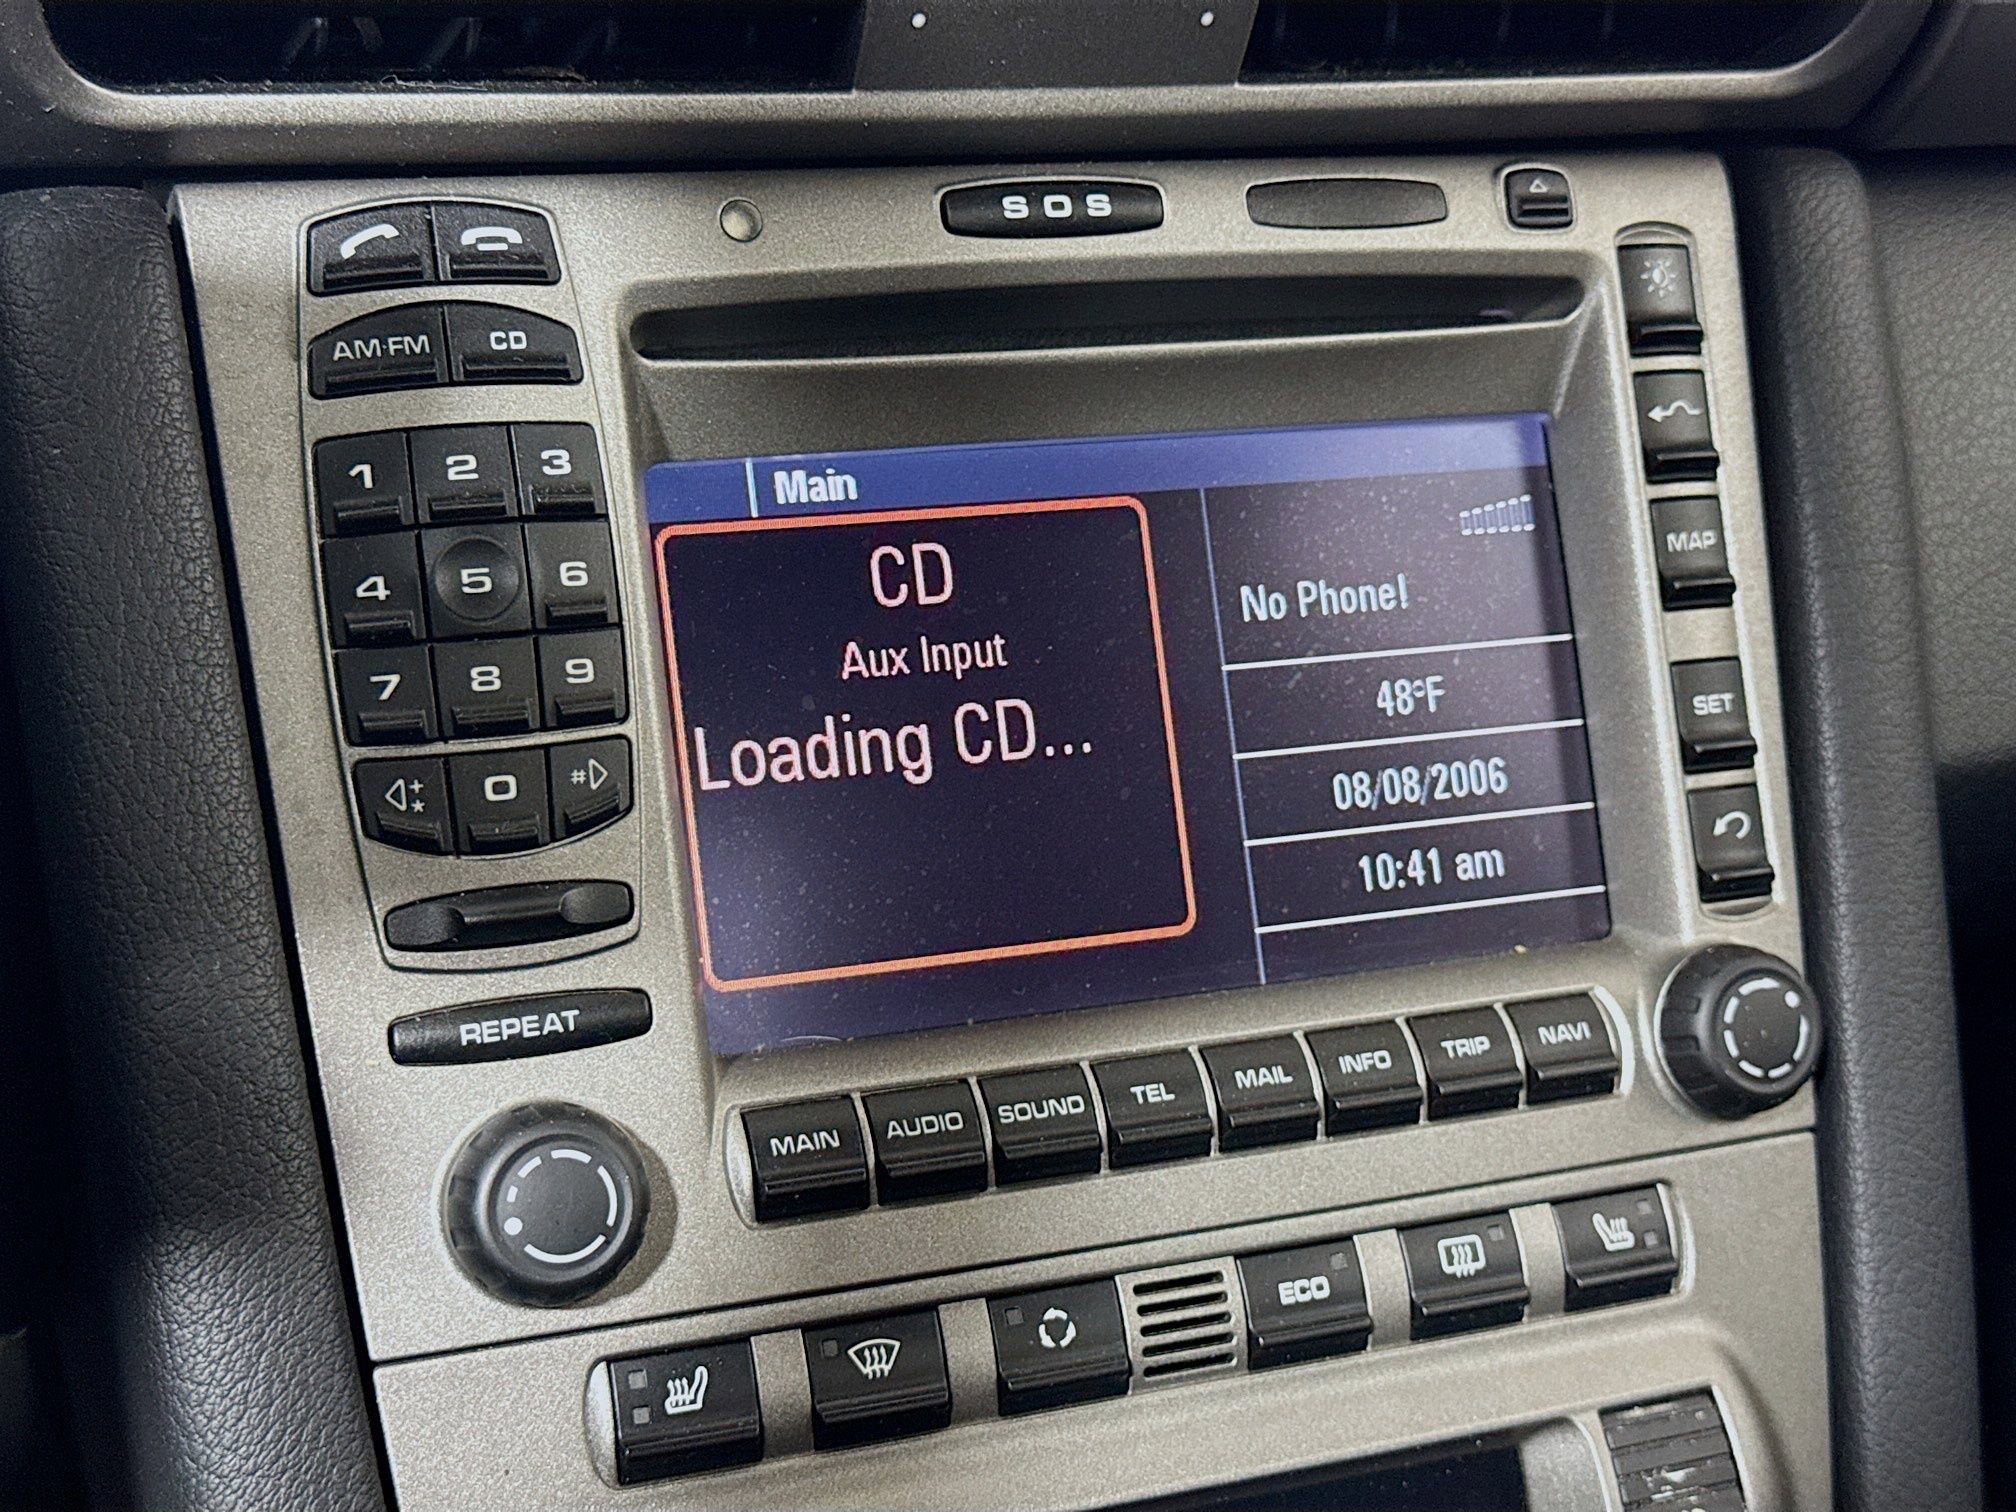 SOS
AM·FM
CD
1
2
3
4
5
6
7
8
9
+
*
0
#
REPEAT
Main
CD
Aux Input
Loading CD...
No Phone!
48°F
08/08/2006
10:41 am
MAP
SET
MAIN
AUDIO
SOUND
TEL
MAIL
INFO
TRIP
NAVI
ECO